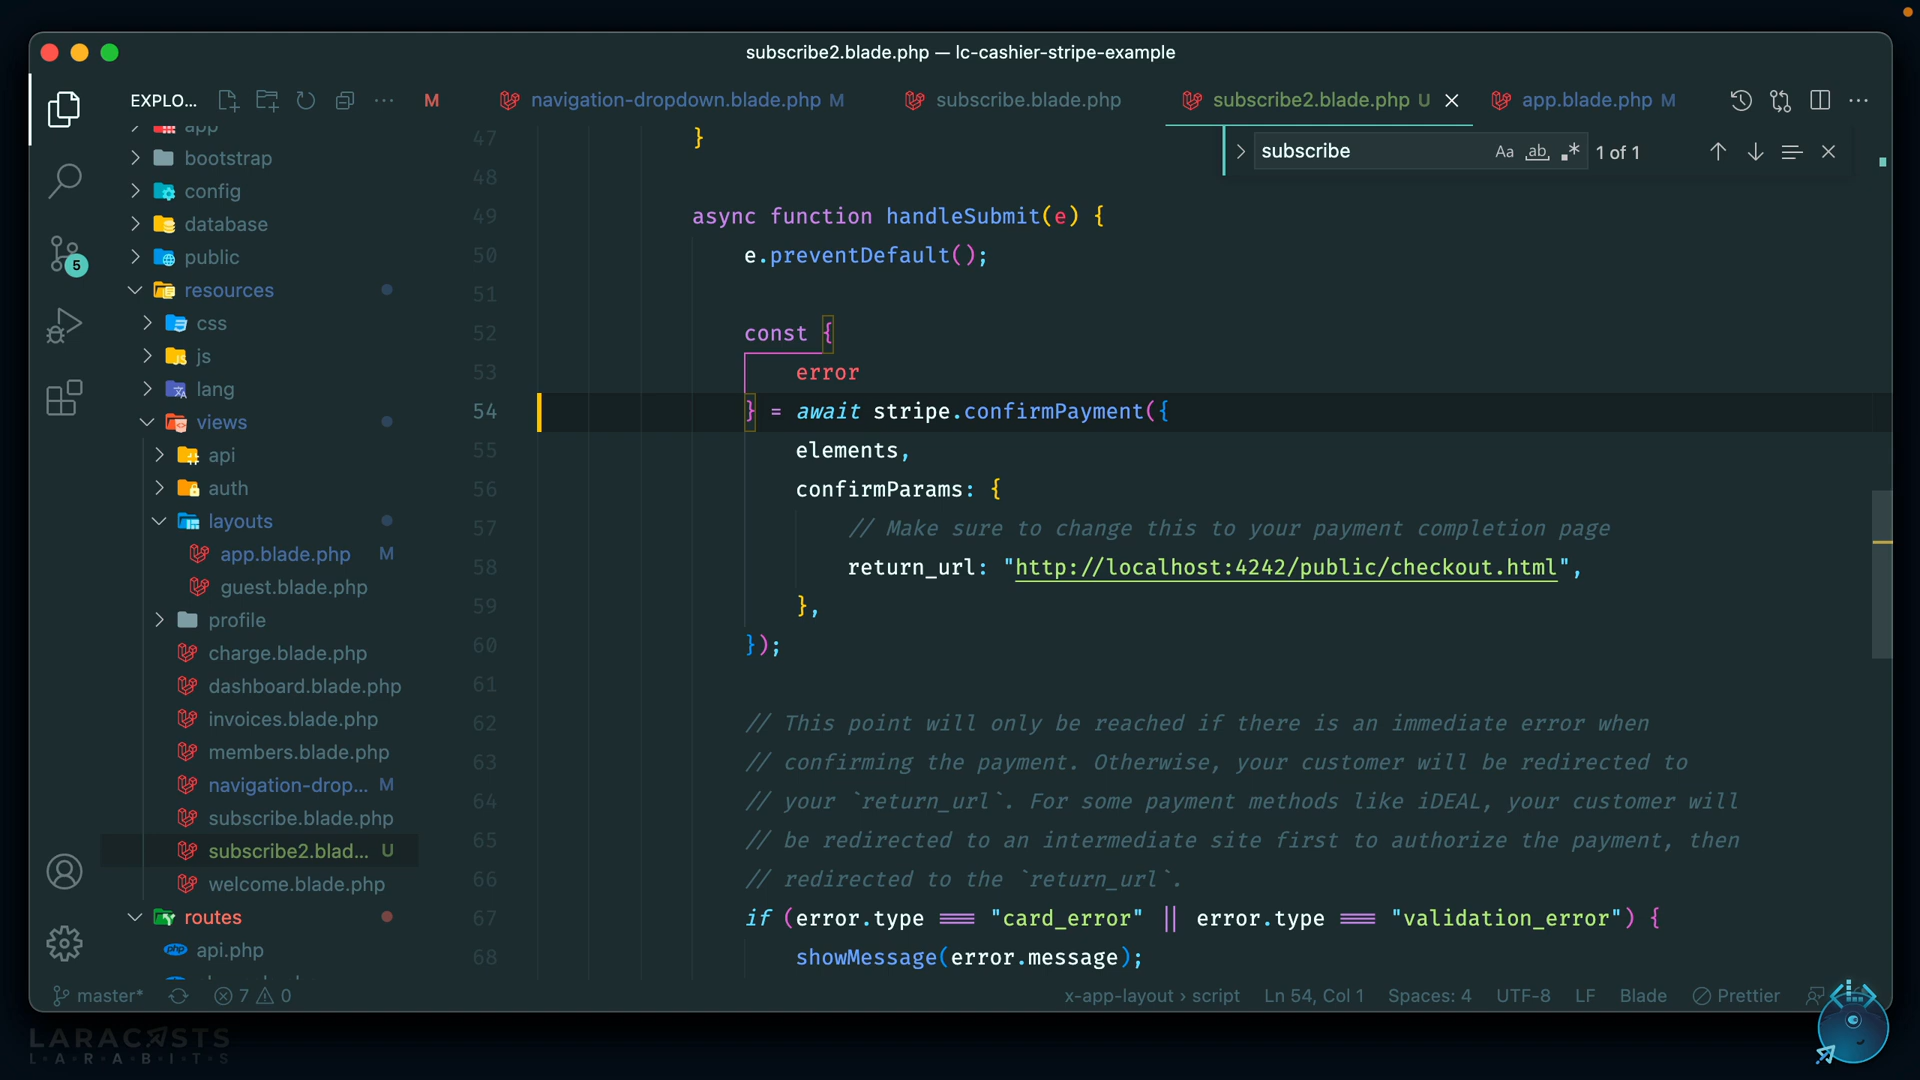 subscribe2.blade.php — lc-cashier-stripe-example
EXPLO...
M
navigation-dropdown.blade.php M
subscribe.blade.php
subscribe2.blade.php U
app.blade.php M
subscribe
Aa
ab
1 of 1
app
bootstrap
config
database
public
resources
css
js
lang
views
api
auth
layouts
app.blade.php M
guest.blade.php
profile
charge.blade.php
dashboard.blade.php
invoices.blade.php
members.blade.php
navigation-drop... M
subscribe.blade.php
subscribe2.blad... U
welcome.blade.php
routes
api.php
5
47 }
48
49 async function handleSubmit(e) {
50 e.preventDefault();
51
52 const {
53 error
54 } = await stripe.confirmPayment({
55 elements,
56 confirmParams: {
57 // Make sure to change this to your payment completion page
58 return_url: "http://localhost:4242/public/checkout.html",
59 },
60 });
61
62 // This point will only be reached if there is an immediate error when
63 // confirming the payment. Otherwise, your customer will be redirected to
64 // your `return_url`. For some payment methods like iDEAL, your customer will
65 // be redirected to an intermediate site first to authorize the payment, then
66 // redirected to the `return_url`.
67 if (error.type === "card_error" || error.type === "validation_error") {
68 showMessage(error.message);
master* 7 0
x-app-layout › script Ln 54, Col 1 Spaces: 4 UTF-8 LF Blade Prettier
LARACASTS
LARABITS